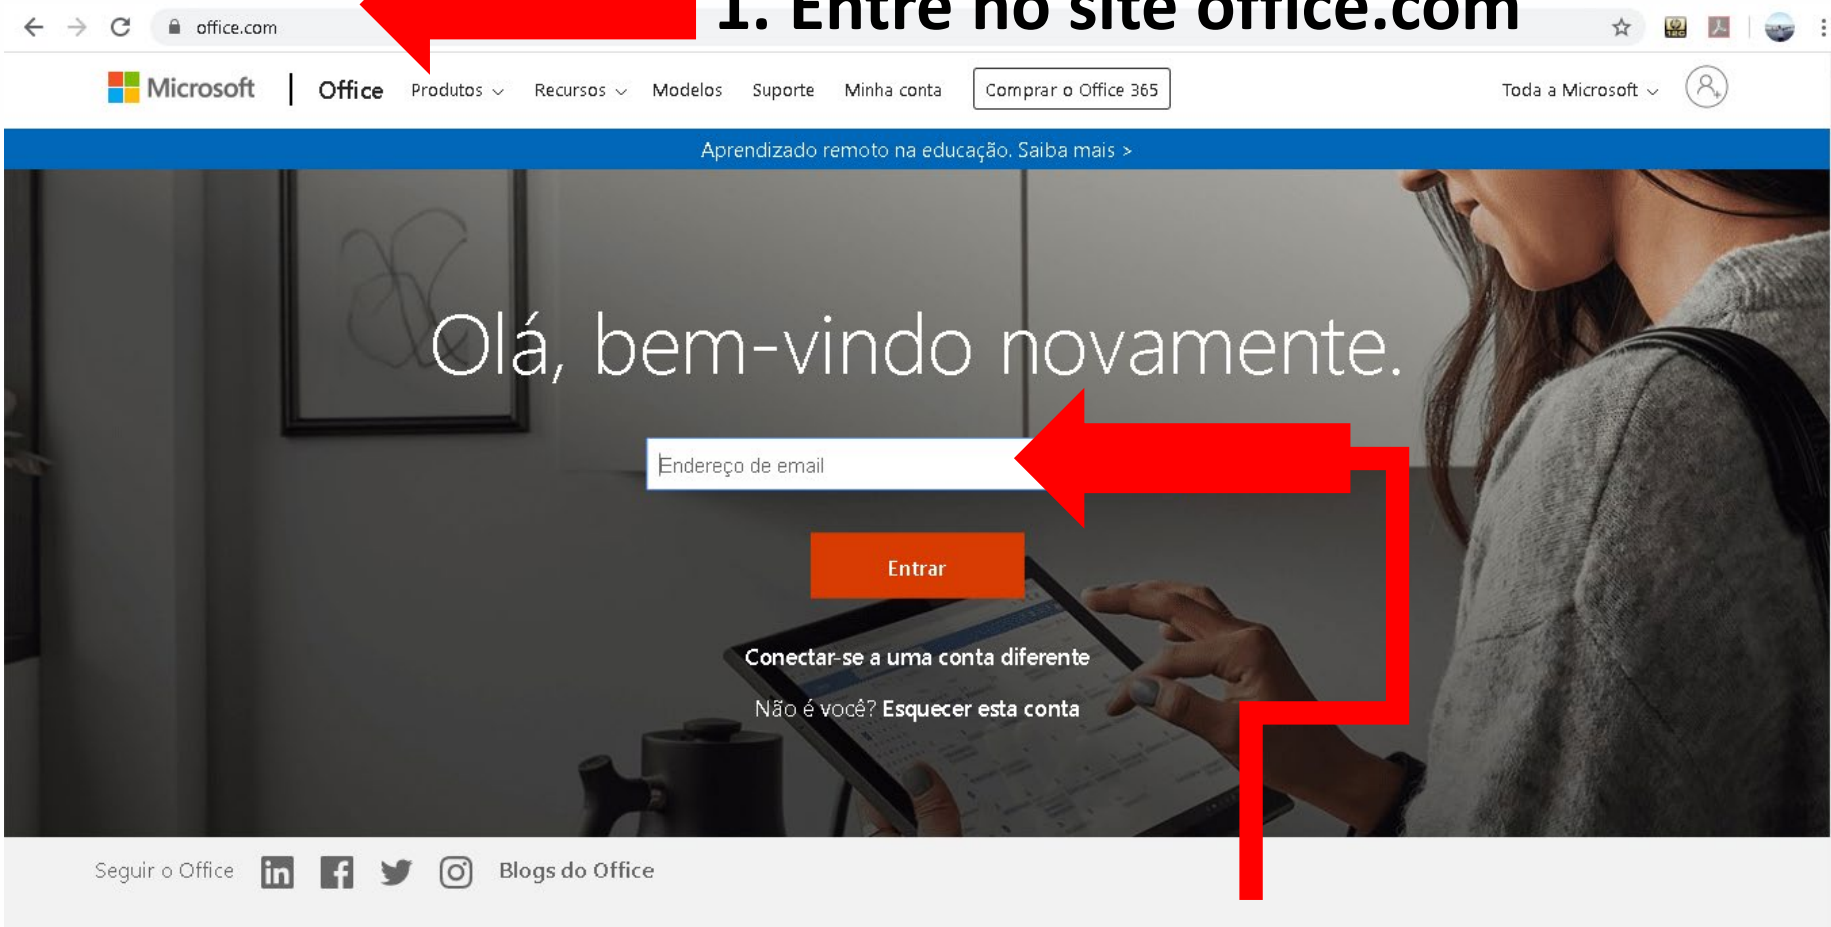 1. Entre no site office.com
office.com
Microsoft | Office Produtos Recursos Modelos Suporte Minha conta Comprar o Office 365 Toda a Microsoft
Aprendizado remoto na educação. Saiba mais >
Olá, bem-vindo novamente.
Endereço de email
Entrar
Conectar-se a uma conta diferente
Não é você? Esquecer esta conta
Seguir o Office in f Blogs do Office